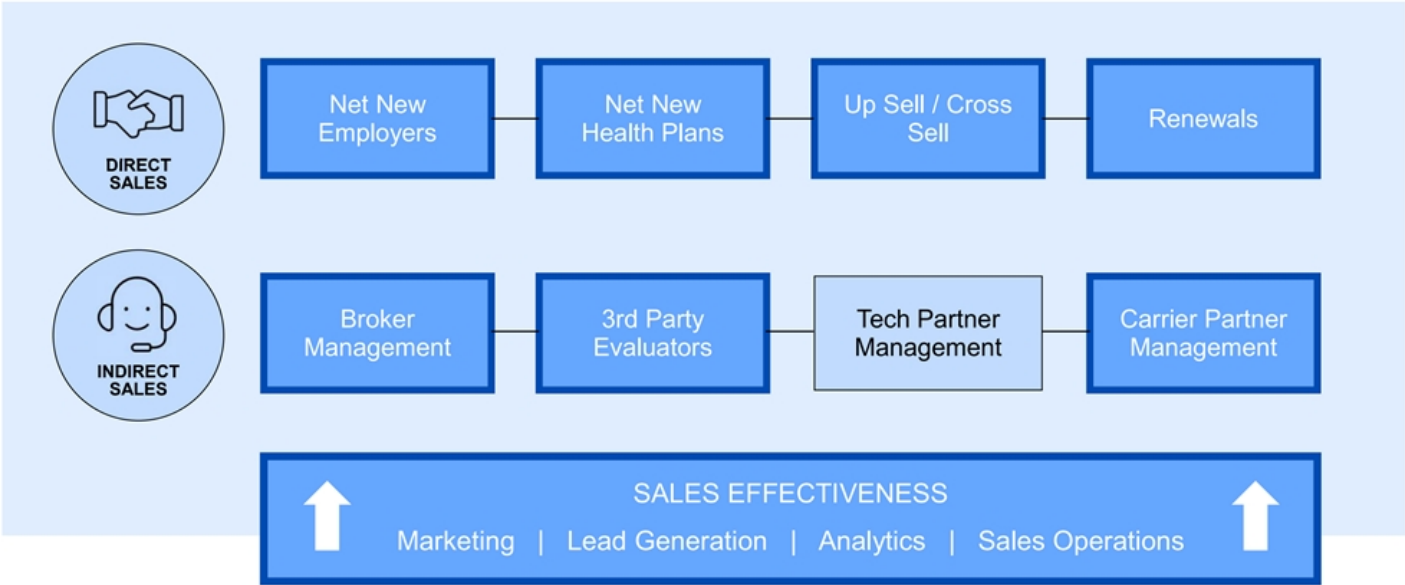 DIRECT
SALES
Net New
Employers
Net New
Health Plans
Up Sell / Cross
Sell
Renewals
INDIRECT
SALES
Broker
Management
3rd Party
Evaluators
Tech Partner
Management
Carrier Partner
Management
SALES EFFECTIVENESS
Marketing | Lead Generation | Analytics | Sales Operations